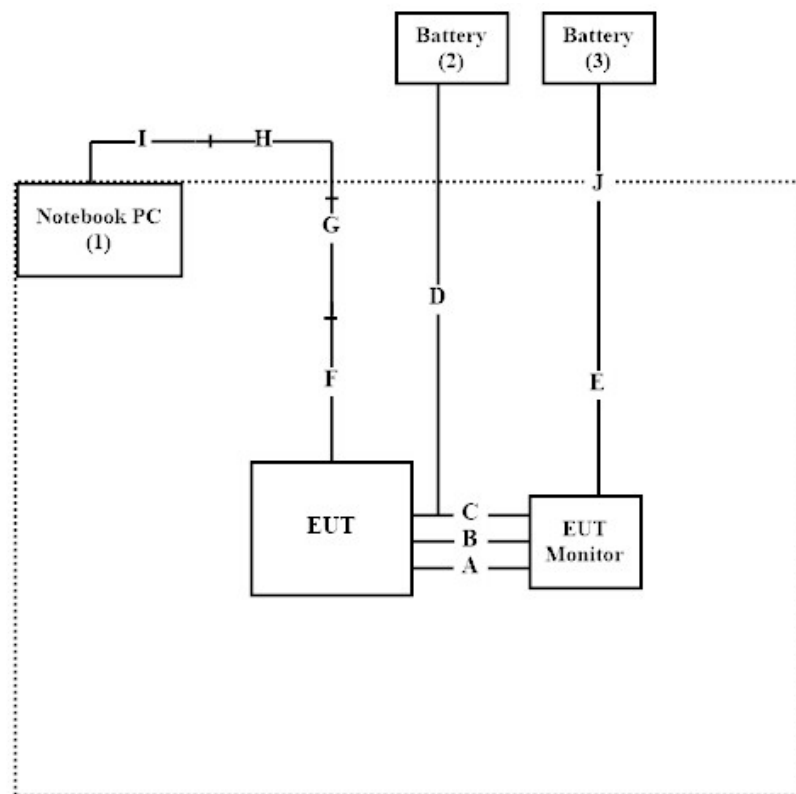 Battery
(2)
Battery
(3)
I
H
J
Notebook PC
(1)
G
D
F
E
EUT
C
B
A
EUT
Monitor